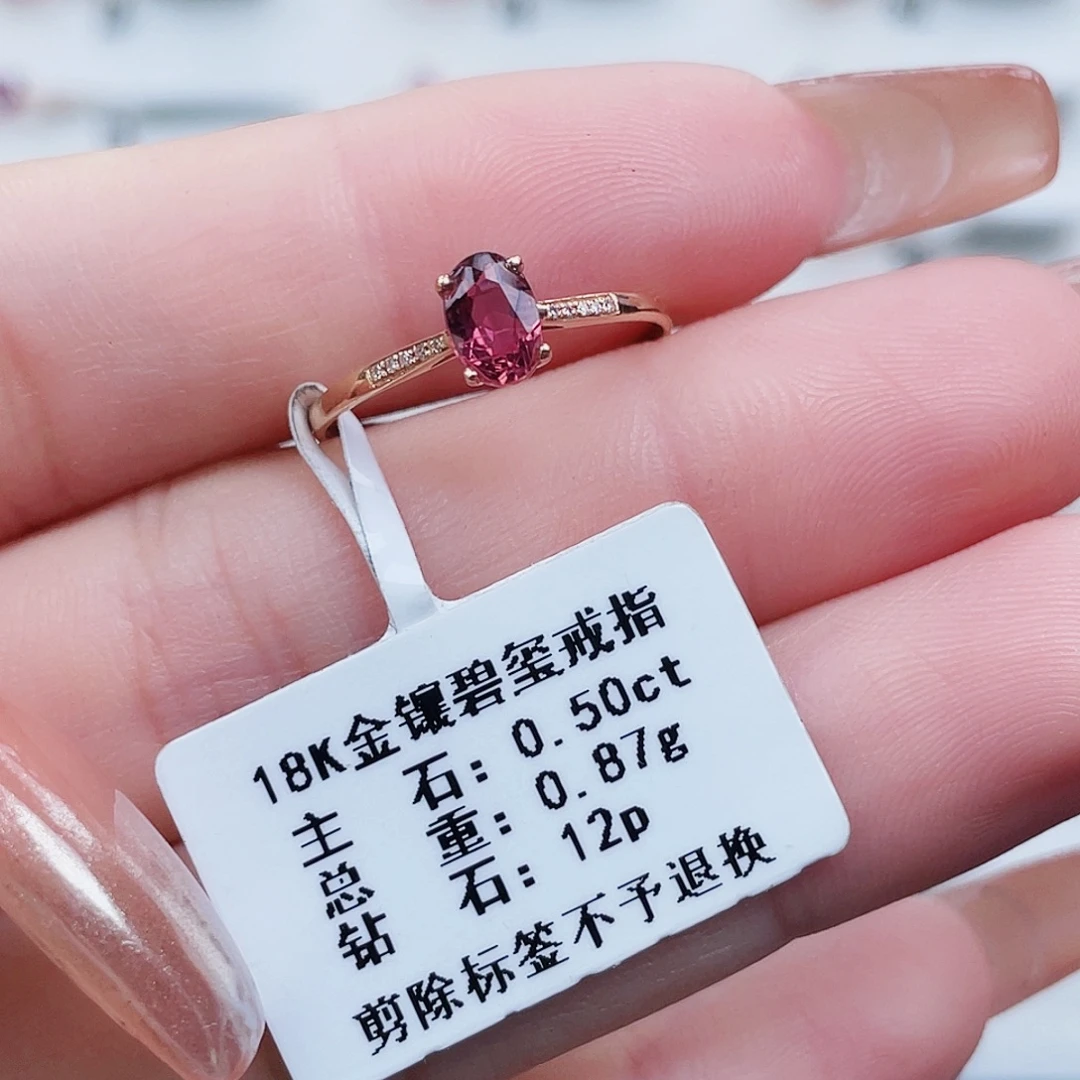 18K金镶碧玺戒指
主 石: 0.50ct
总 重: 0.87g
钻 石: 12p
剪除标签不予退换